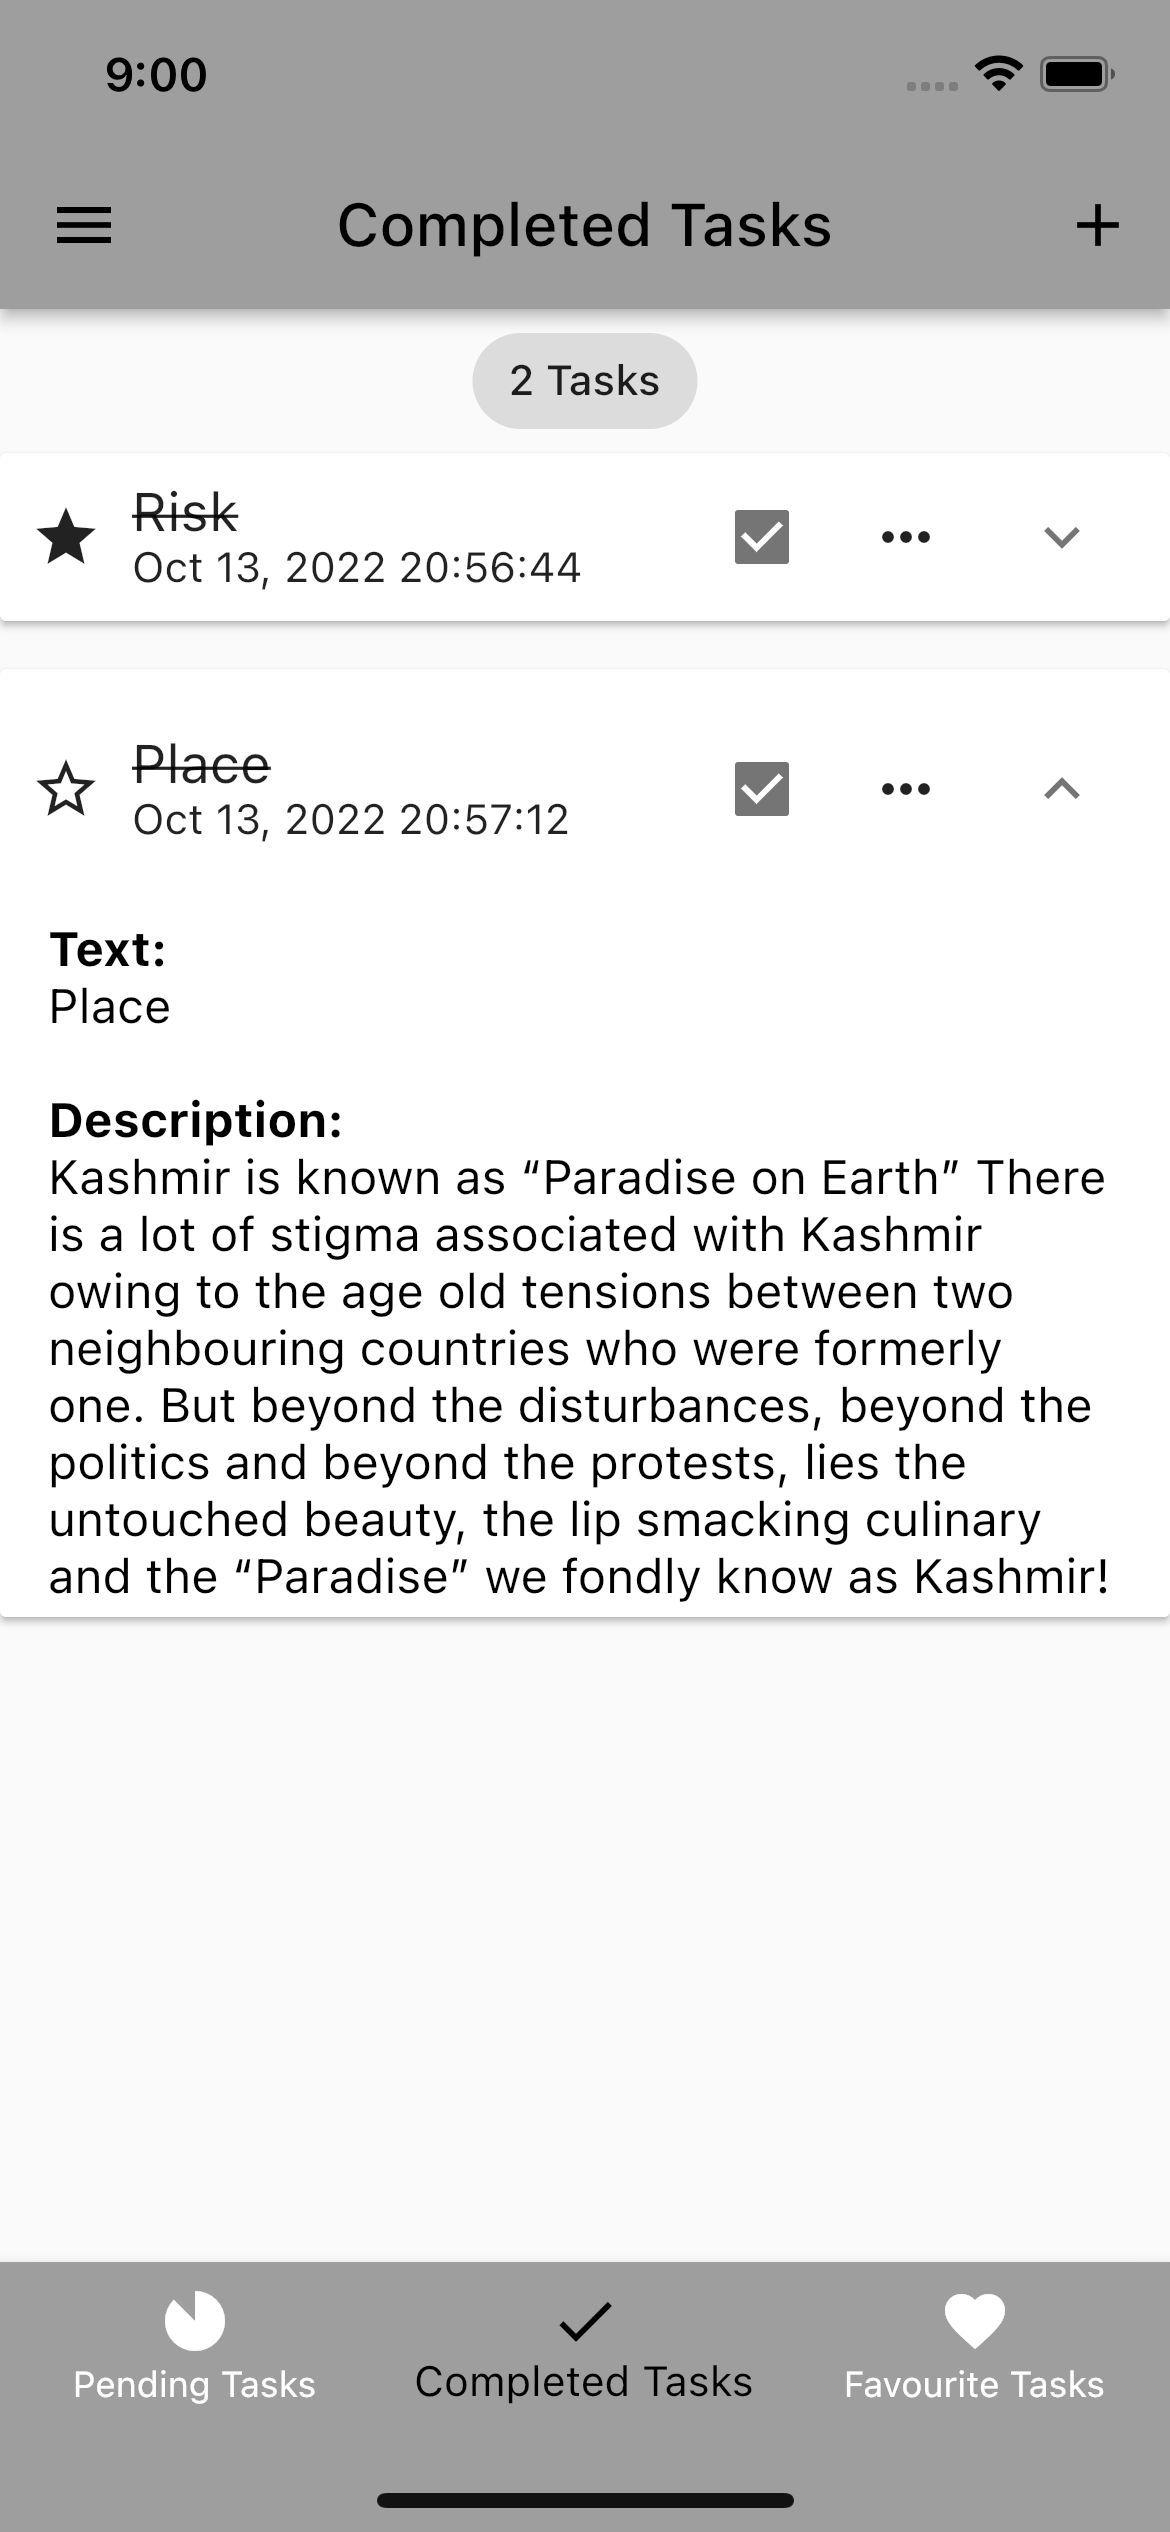 9:00
Completed Tasks
2 Tasks
Risk
Oct 13, 2022 20:56:44
Place
Oct 13, 2022 20:57:12
Text:
Place
Description:
Kashmir is known as “Paradise on Earth” There
is a lot of stigma associated with Kashmir
owing to the age old tensions between two
neighbouring countries who were formerly
one. But beyond the disturbances, beyond the
politics and beyond the protests, lies the
untouched beauty, the lip smacking culinary
and the “Paradise” we fondly know as Kashmir!
Pending Tasks
Completed Tasks
Favourite Tasks